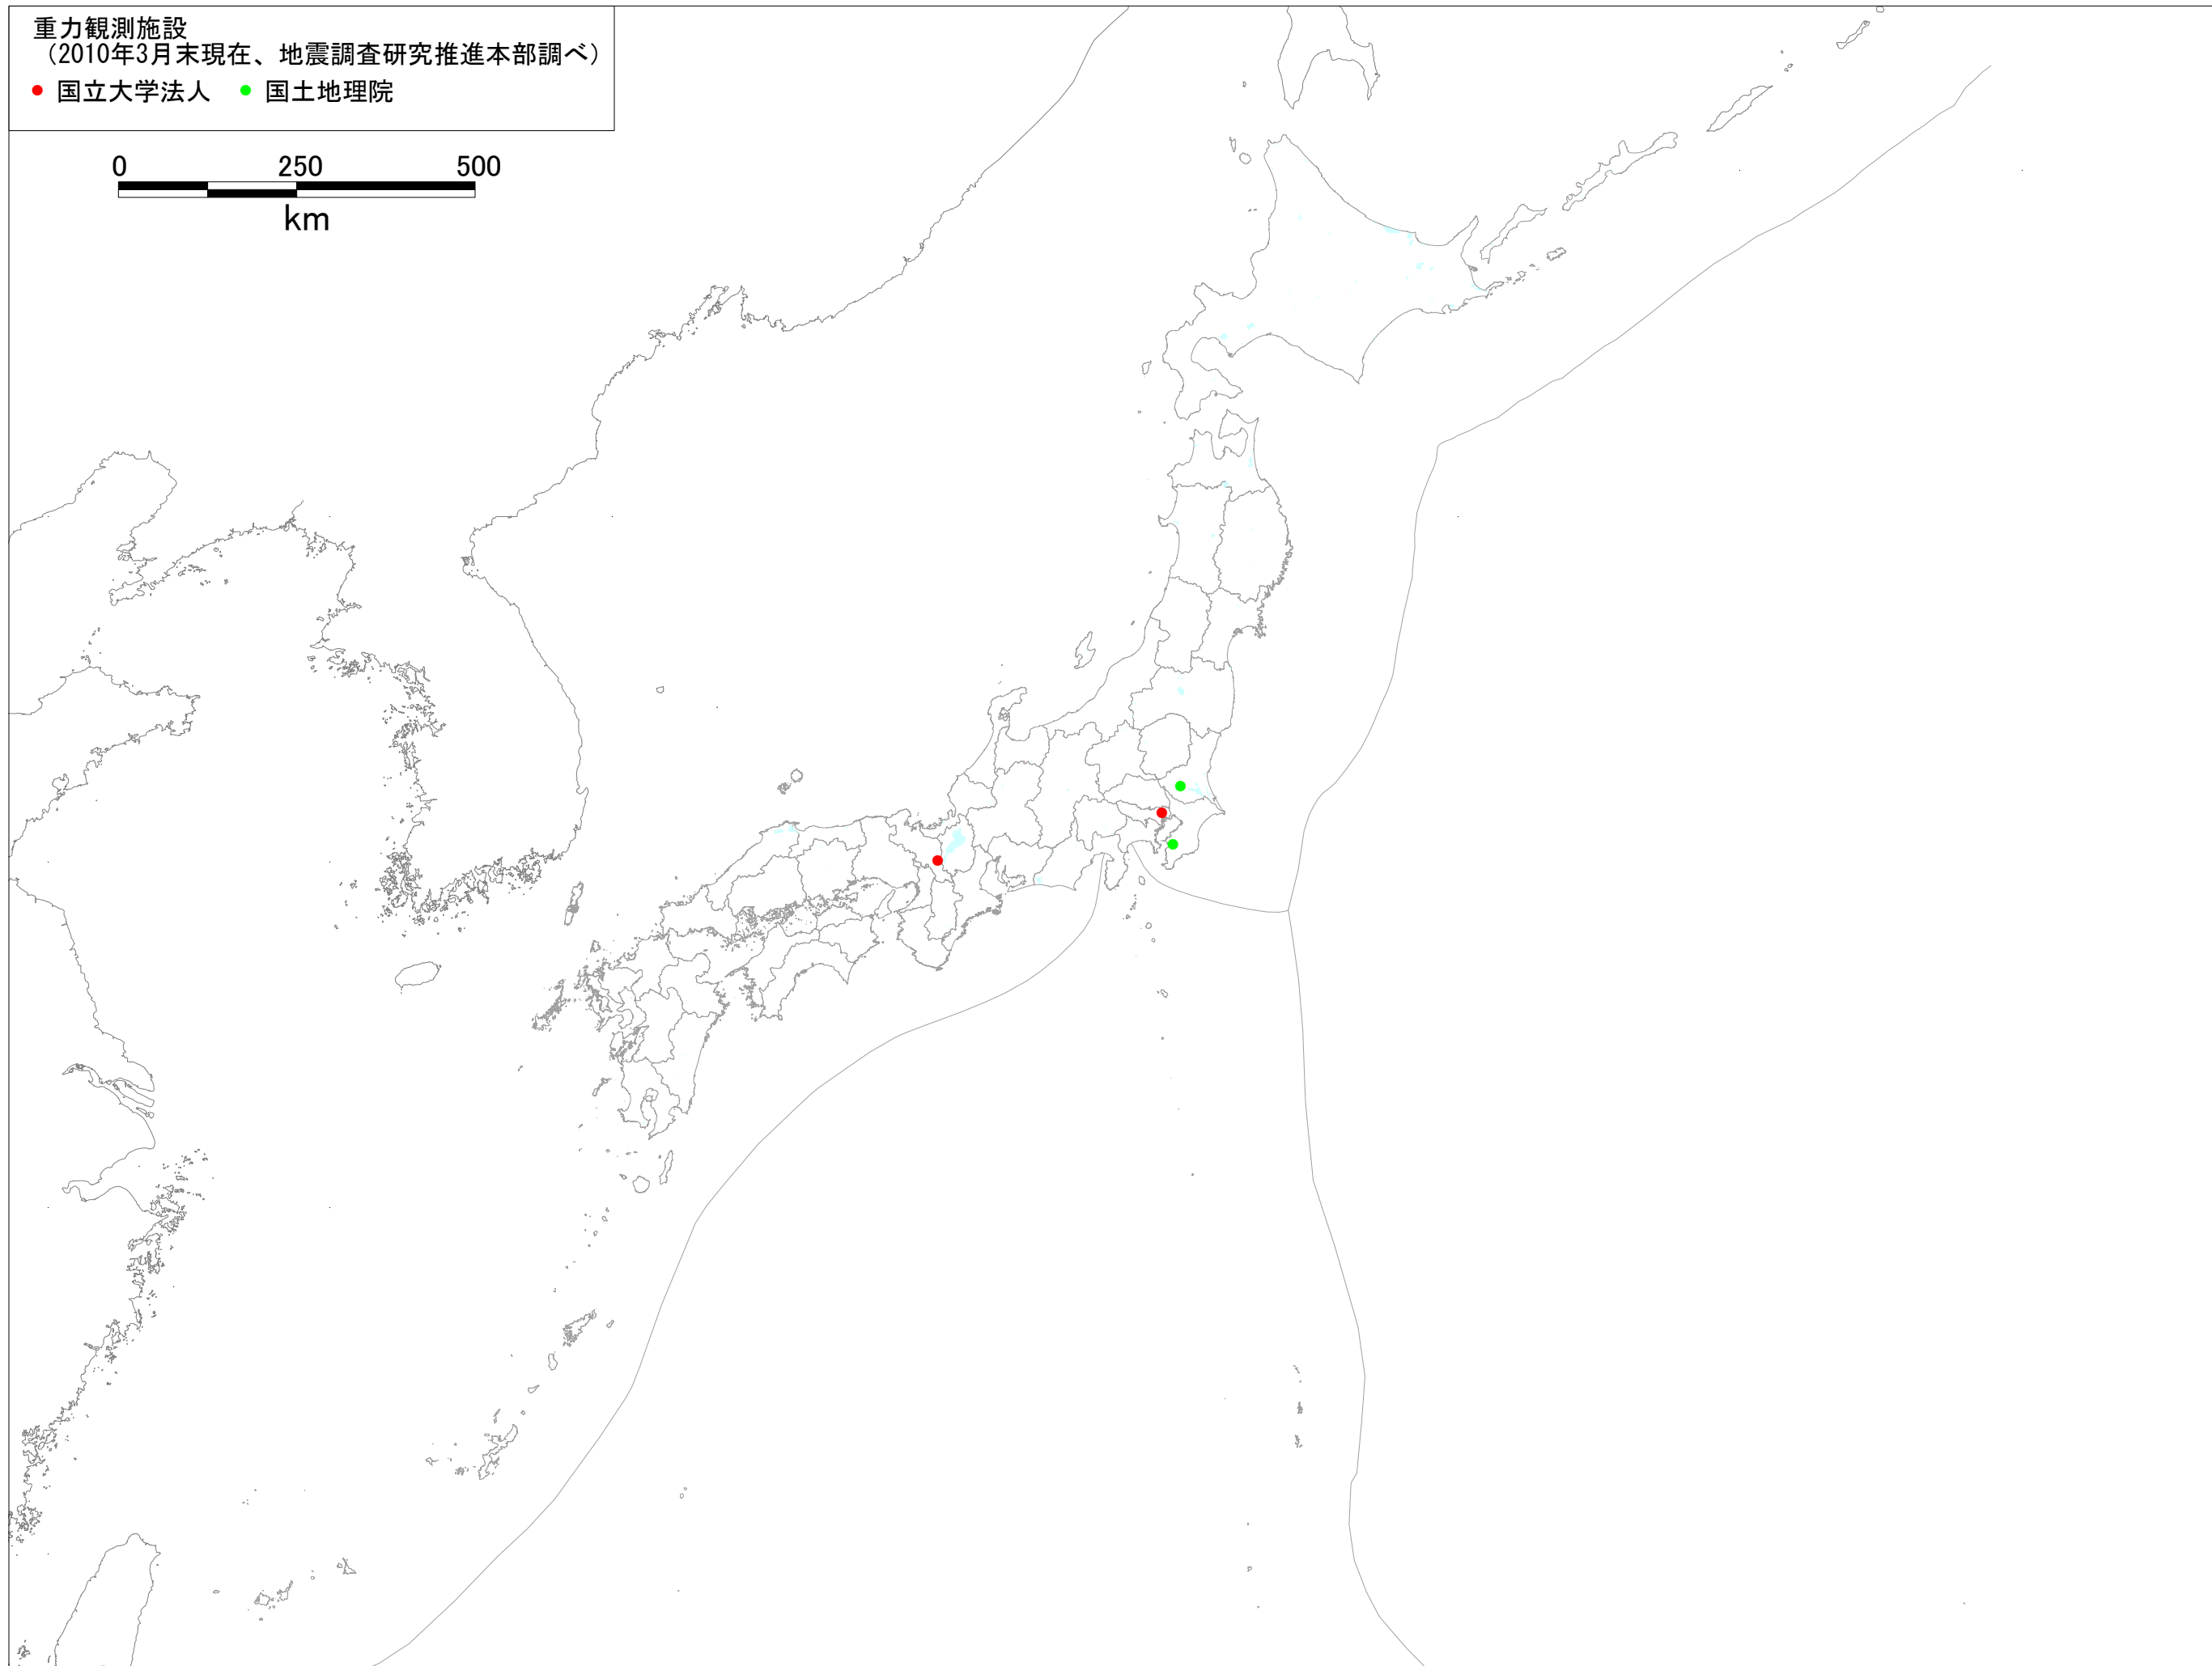 重力観測施設
（2010年3月末現在、地震調査研究推進本部調べ）
● 国立大学法人 ● 国土地理院
0 250 500
km